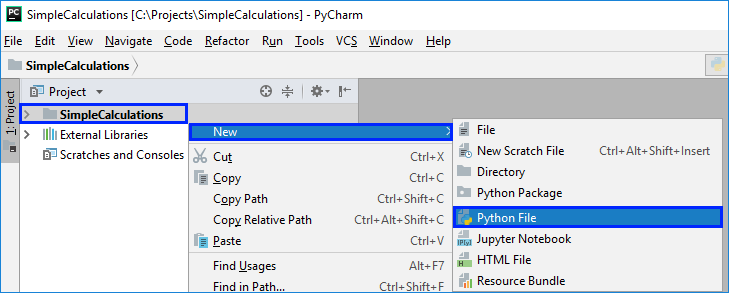 PC SimpleCalculations [C:\Projects\SimpleCalculations] - PyCharm
File Edit View Navigate Code Refactor Run Tools VCS Window Help
SimpleCalculations
1: Project
Project
SimpleCalculations
External Libraries
Scratches and Consoles
New
Cut Ctrl+X
Copy Ctrl+C
Copy Path Ctrl+Shift+C
Copy Relative Path Ctrl+Alt+Shift+C
Paste Ctrl+V
Find Usages Alt+F7
Find in Path... Ctrl+Shift+F
File
New Scratch File Ctrl+Alt+Shift+Insert
Directory
Python Package
Python File
Jupyter Notebook
HTML File
Resource Bundle